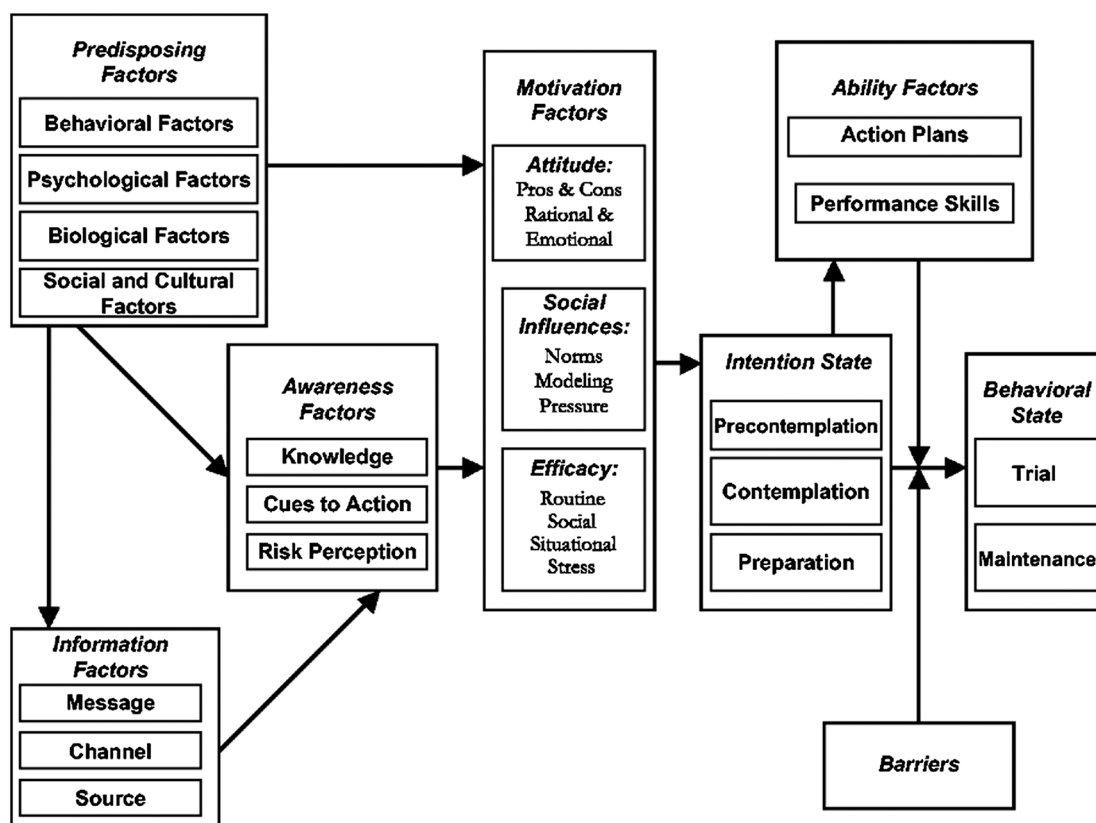 Predisposing
Factors
Behavioral Factors
Psychological Factors
Biological Factors
Social and Cultural
Factors
Awareness
Factors
Knowledge
Cues to Action
Risk Perception
Information
Factors
Message
Channel
Source
Motivation
Factors
Attitude:
Pros & Cons
Rational &
Emotional
Social
Influences:
Norms
Modeling
Pressure
Efficacy:
Routine
Social
Situational
Stress
Intention State
Precontemplation
Contemplation
Preparation
Ability Factors
Action Plans
Performance Skills
Behavioral
State
Trial
Maintenance
Barriers